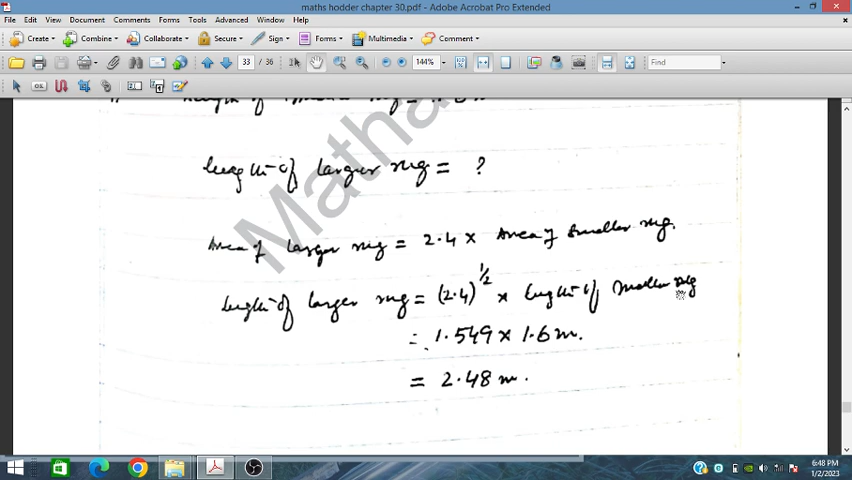 maths hodder chapter 30.pdf - Adobe Acrobat Pro Extended
File Edit View Document Comments Forms Tools Advanced Window Help
Create Combine Collaborate Secure Sign Forms Multimedia Comment
33 / 36 144% Find
Length of larger rug = ?
Area of larger rug = 2.4 × Area of smaller rug.
length of larger rug = (2.4)^1/2 × length of smaller rug
= 1.549 × 1.6 m.
= 2.48 m.
6:48 PM
1/2/2023